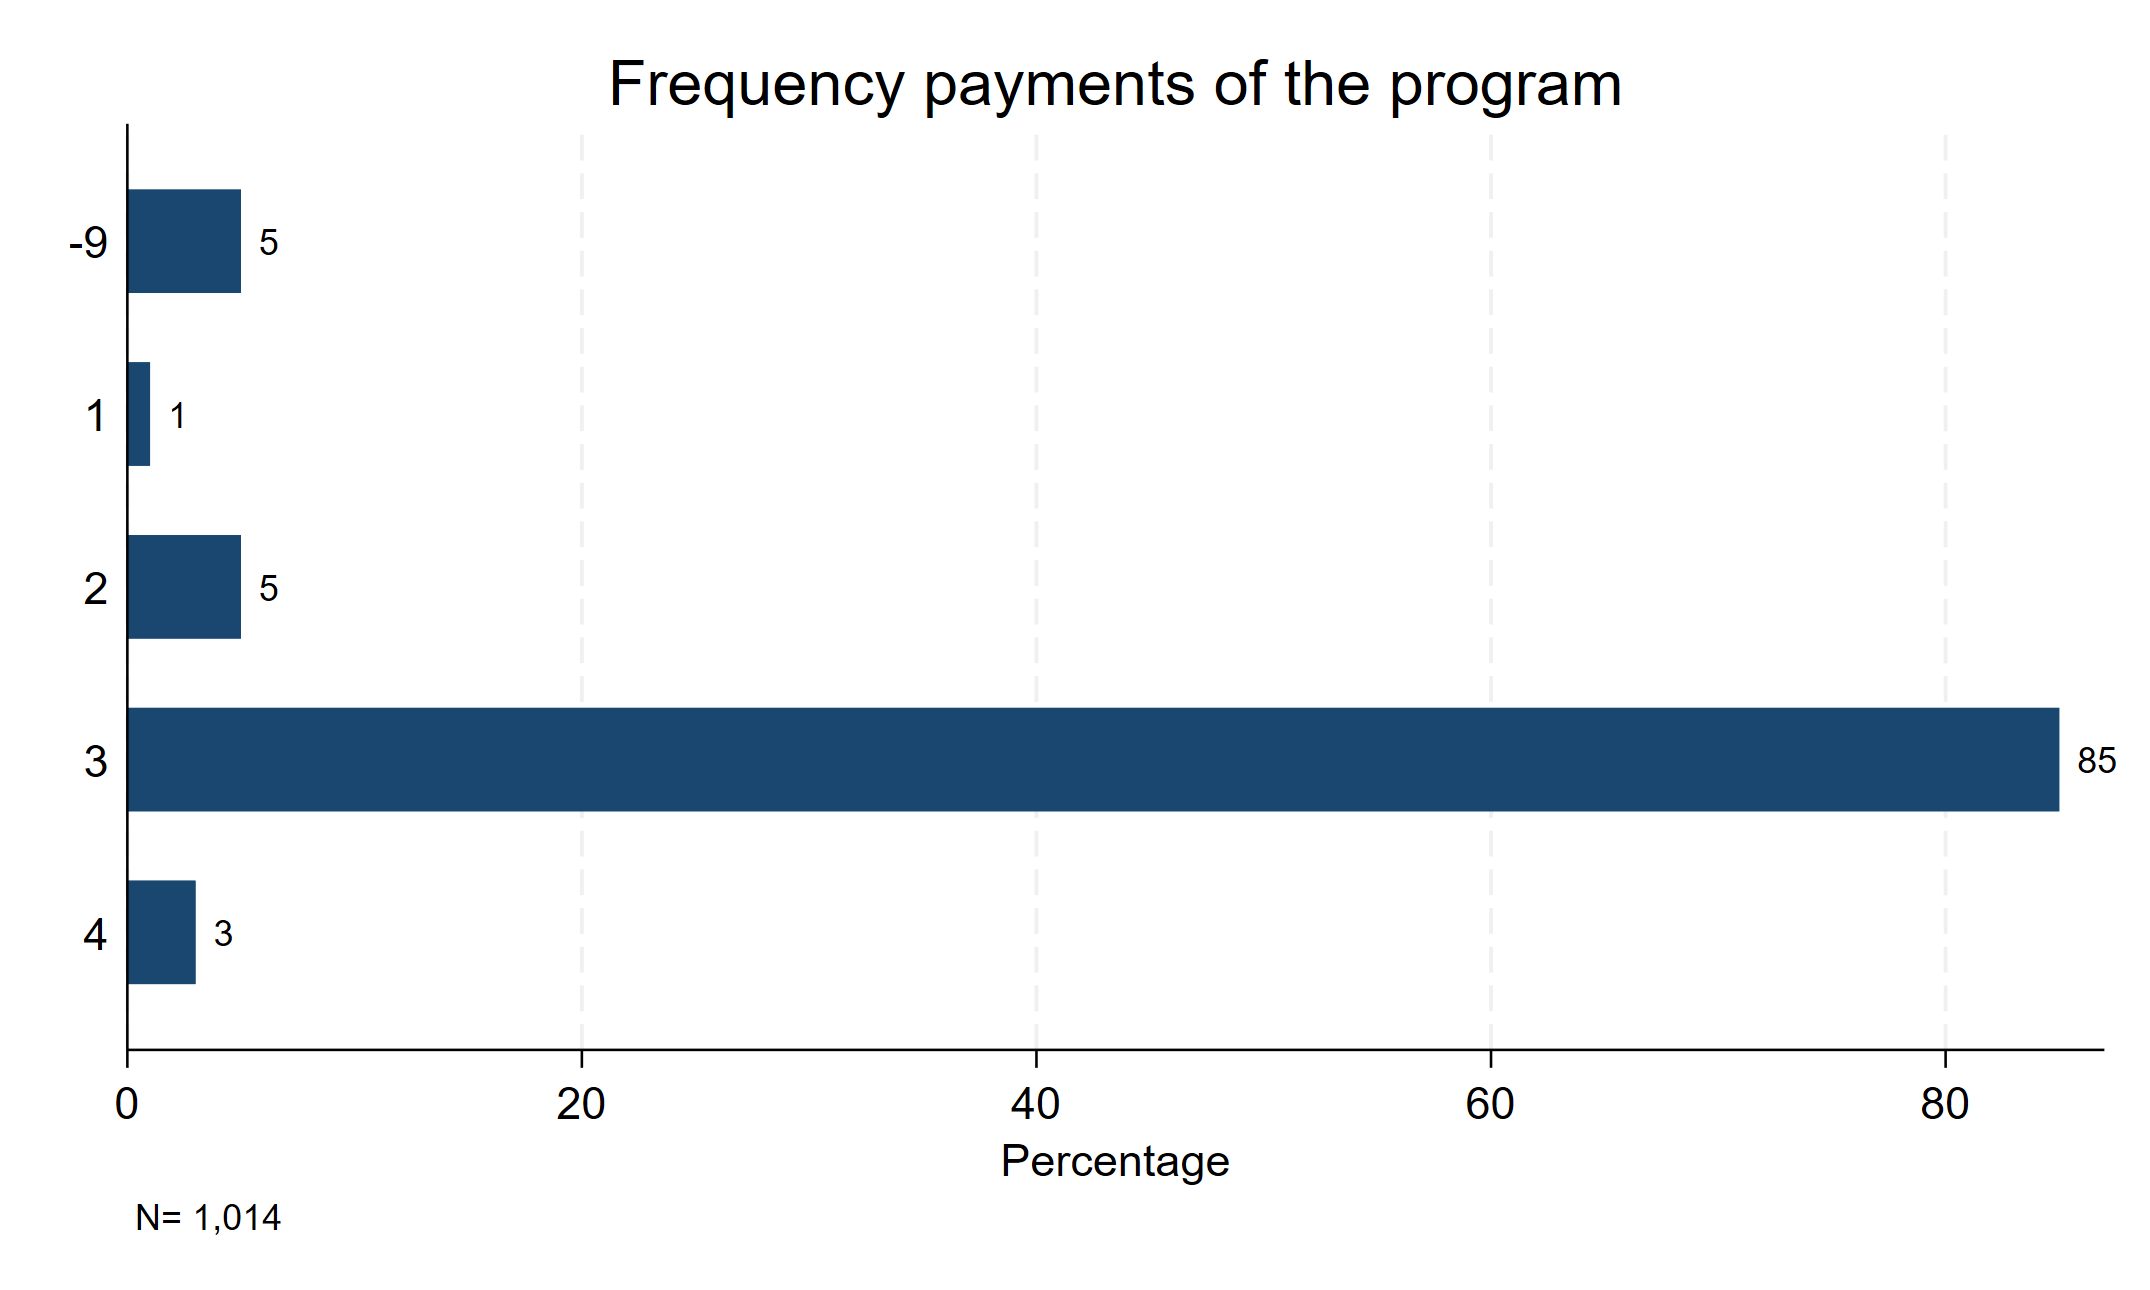 Frequency payments of the program
-9 5
1 1
2 5
3 85
4 3
0 20 40 60 80
Percentage
N= 1,014